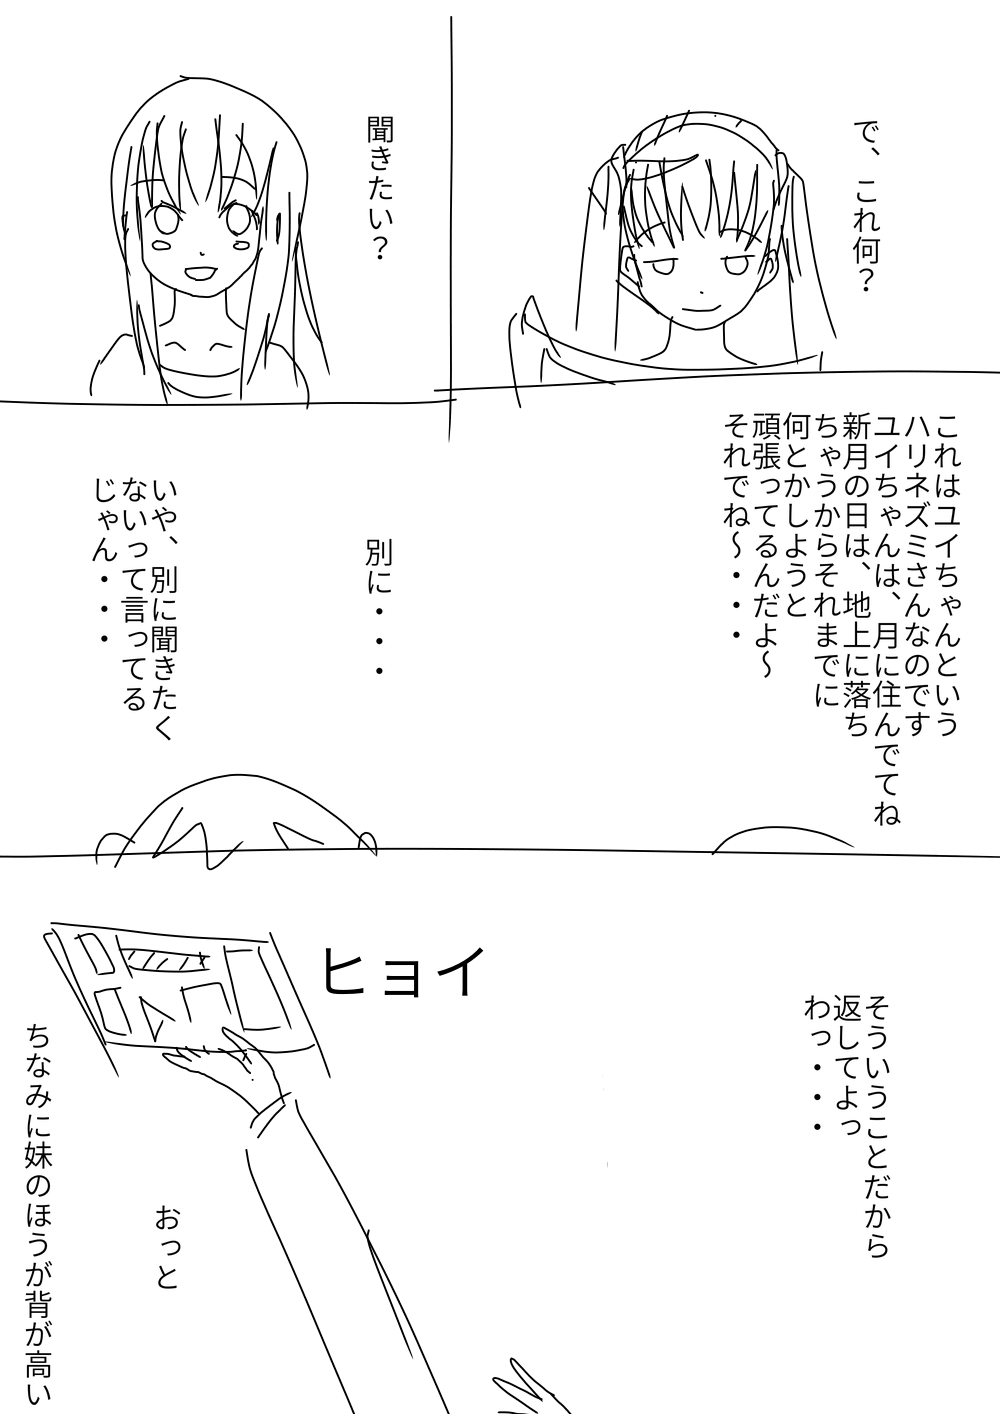 で、これ何？
聞きたい？
これはユイちゃんという
ハリネズミさんなのです
ユイちゃんは、月に住んでてね
新月の日は、地上に落ち
ちゃうからそれまでに
何とかしようと
頑張ってるんだよ～
それでね～・・・
別に・・・
いや、別に聞きたく
ないって言ってる
じゃん・・・
そういうことだから
返してよっ
わっ・・・
ヒョイ
おっと
ちなみに妹のほうが背が高い